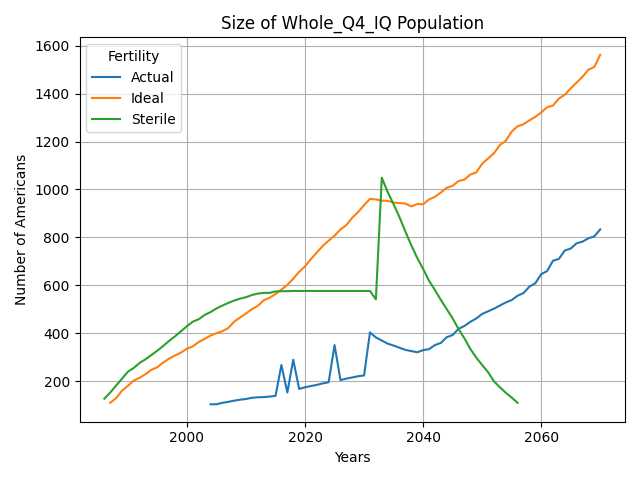 Size of Whole_Q4_IQ Population
Fertility
Actual
Ideal
Sterile
Number of Americans
1600
1400
1200
1000
800
600
400
200
2000
2020
2040
2060
Years